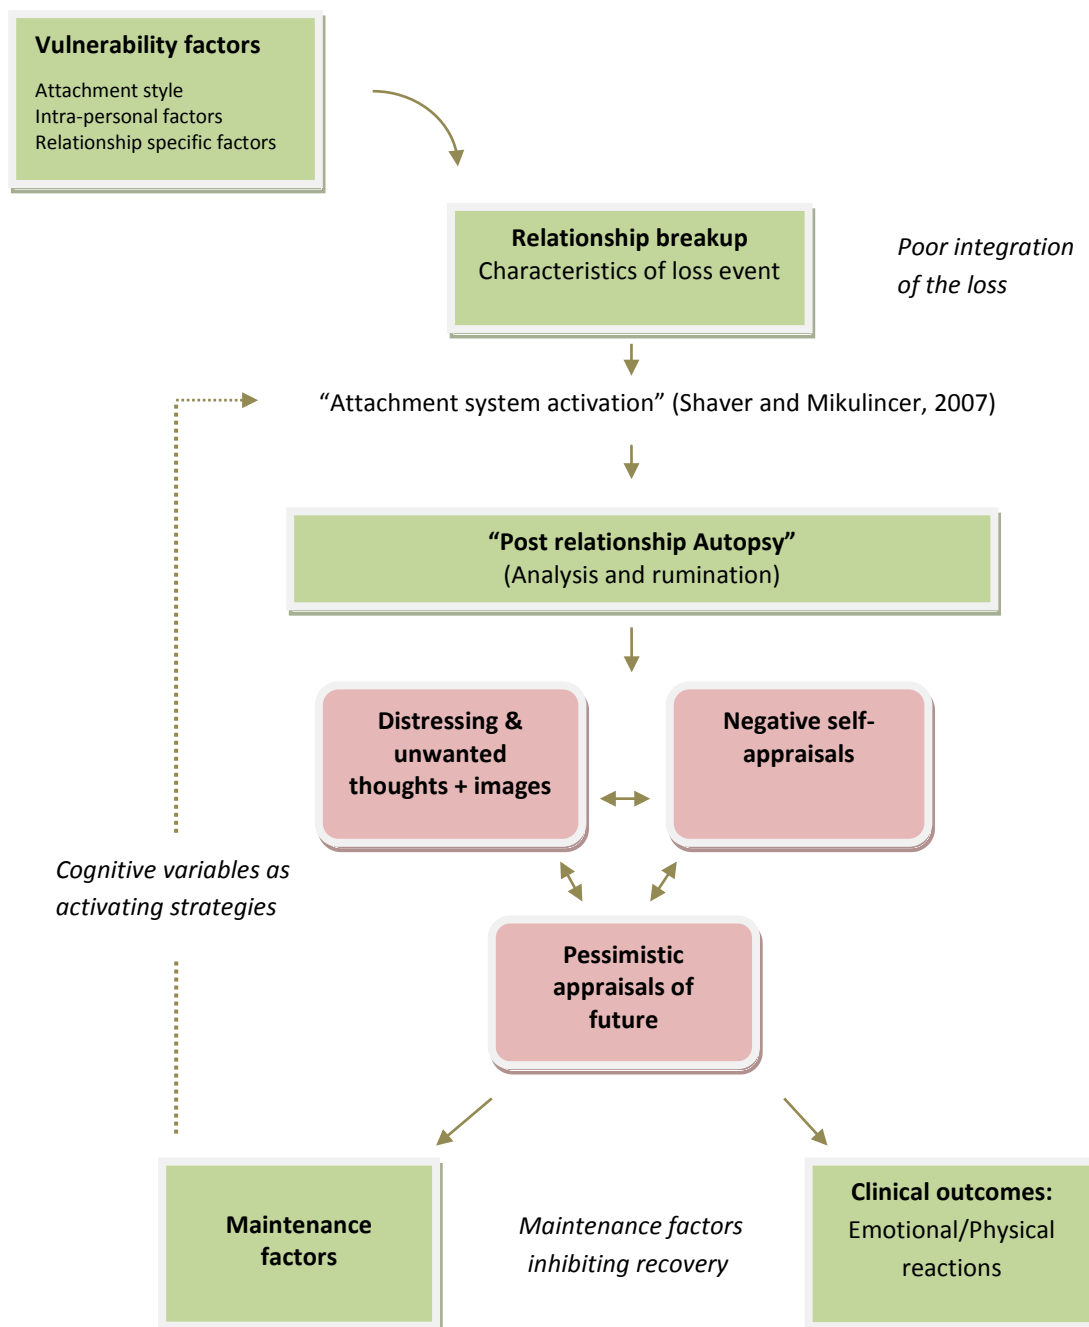 Vulnerability factors
Attachment style
Intra-personal factors
Relationship specific factors
Relationship breakup
Characteristics of loss event
Poor integration
of the loss
“Attachment system activation” (Shaver and Mikulincer, 2007)
“Post relationship Autopsy”
(Analysis and rumination)
Distressing &
unwanted
thoughts + images
Negative self-
appraisals
Cognitive variables as
activating strategies
Pessimistic
appraisals of
future
Maintenance
factors
Maintenance factors
inhibiting recovery
Clinical outcomes:
Emotional/Physical
reactions